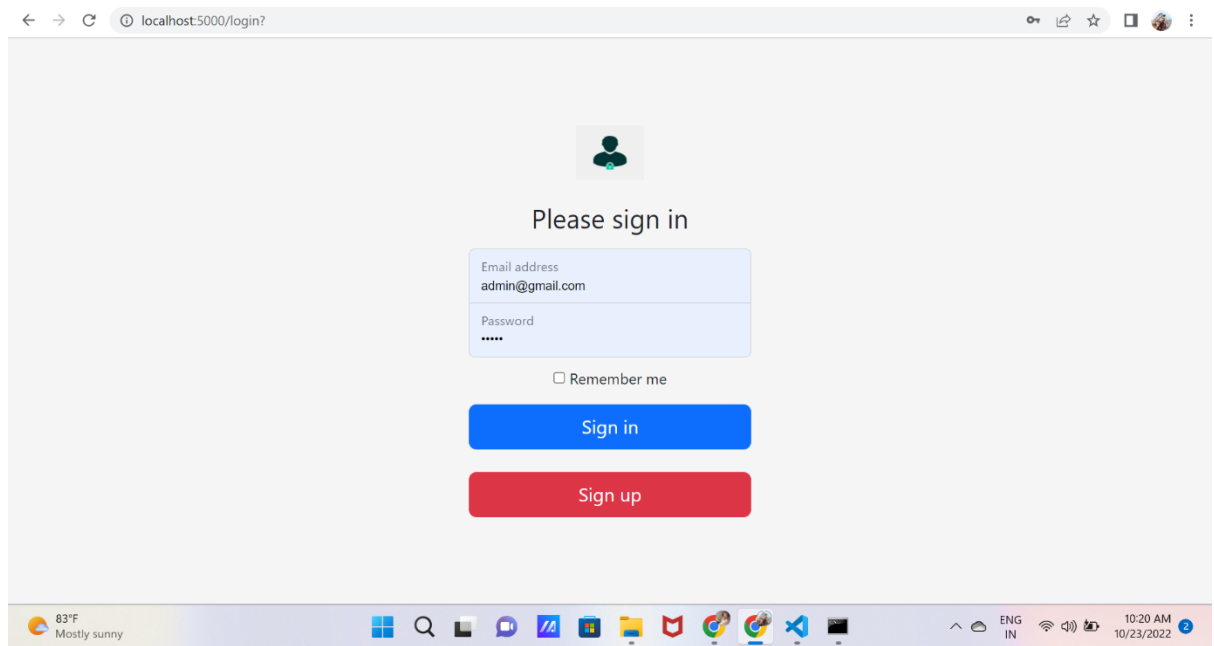 localhost:5000/login?
Please sign in
Email address
admin@gmail.com
Password
•••••
Remember me
Sign in
Sign up
83°F
Mostly sunny
ENG
IN
10:20 AM
10/23/2022
2